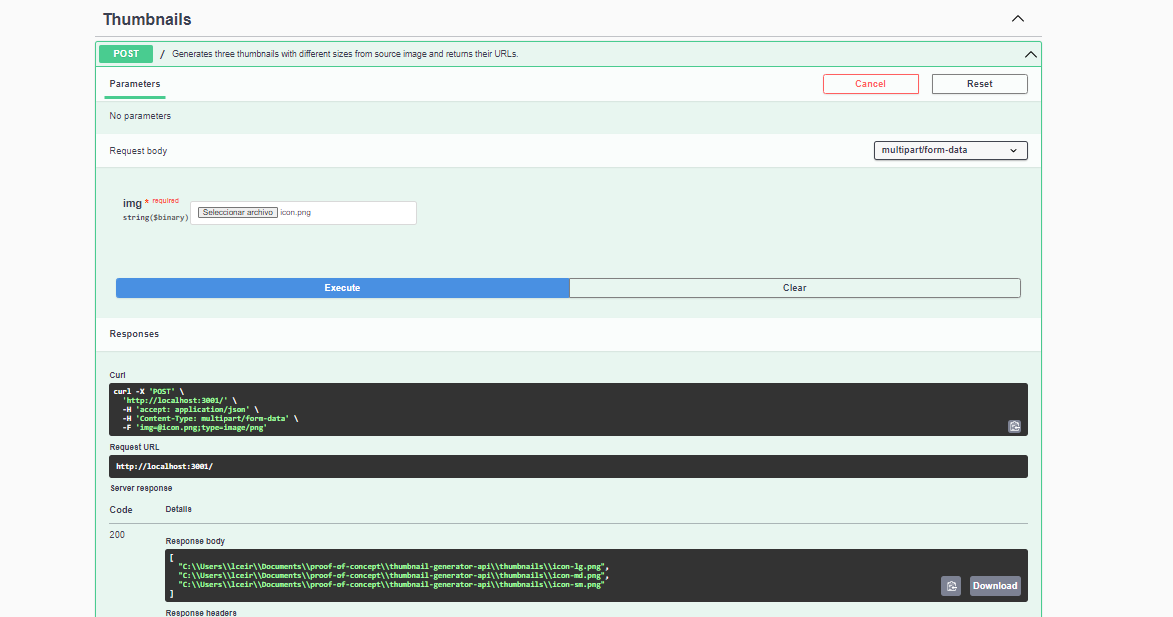 Thumbnails
POST / Generates three thumbnails with different sizes from source image and returns their URLs.
Parameters
Cancel
Reset
No parameters
Request body
multipart/form-data
img * required
string($binary)
Seleccionar archivo icon.png
Execute
Clear
Responses
Curl
curl -X 'POST' \
'http://localhost:3001/' \
-H 'accept: application/json' \
-H 'Content-Type: multipart/form-data' \
-F 'img=@icon.png;type=image/png'
Request URL
http://localhost:3001/
Server response
Code Details
200
Response body
[
"C:\\Users\\lceir\\Documents\\proof-of-concept\\thumbnail-generator-api\\thumbnails\\icon-lg.png",
"C:\\Users\\lceir\\Documents\\proof-of-concept\\thumbnail-generator-api\\thumbnails\\icon-md.png",
"C:\\Users\\lceir\\Documents\\proof-of-concept\\thumbnail-generator-api\\thumbnails\\icon-sm.png"
]
Download
Response headers